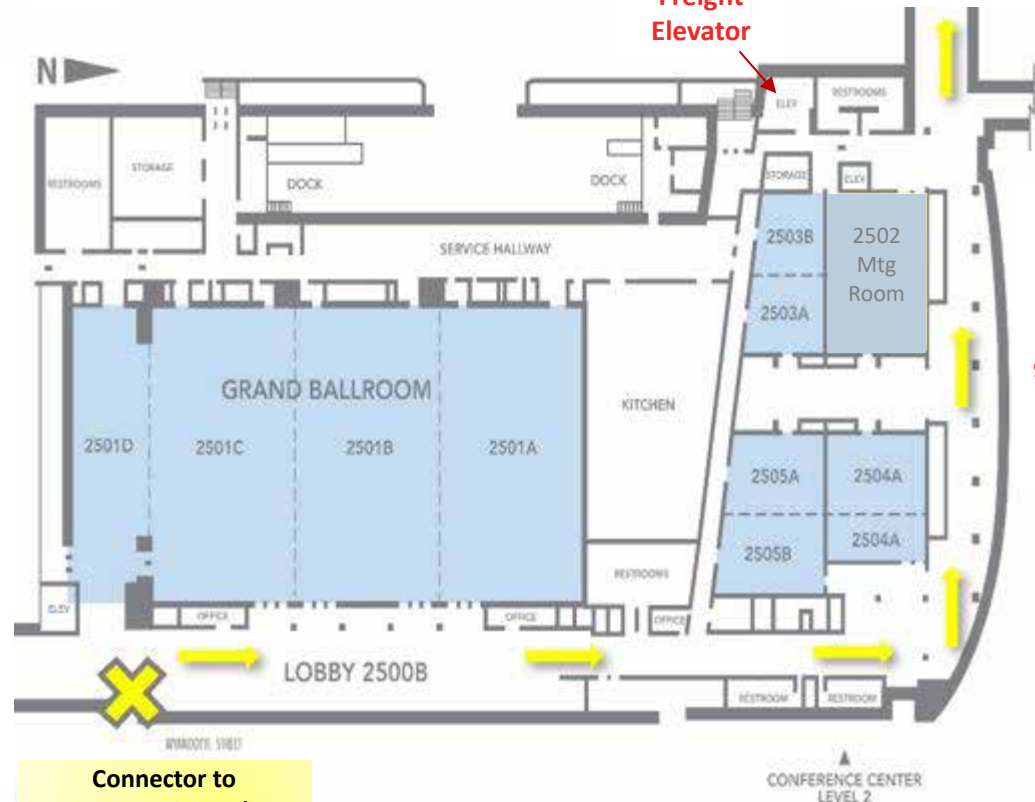 Freight
Elevator
N
ELEV
RESTROOMS
RESTROOMS
STORAGE
DOCK
DOCK
STORAGE
ELEV
SERVICE HALLWAY
2503B
2502
Mtg
Room
2503A
GRAND BALLROOM
KITCHEN
2501D
2501C
2501B
2501A
2505A
2504A
2505B
2504A
RESTROOMS
ELEV
OFFICE
OFFICE
OFFICE
LOBBY 2500B
RESTROOM
RESTROOM
STREET
Connector to
CONFERENCE CENTER
LEVEL 2